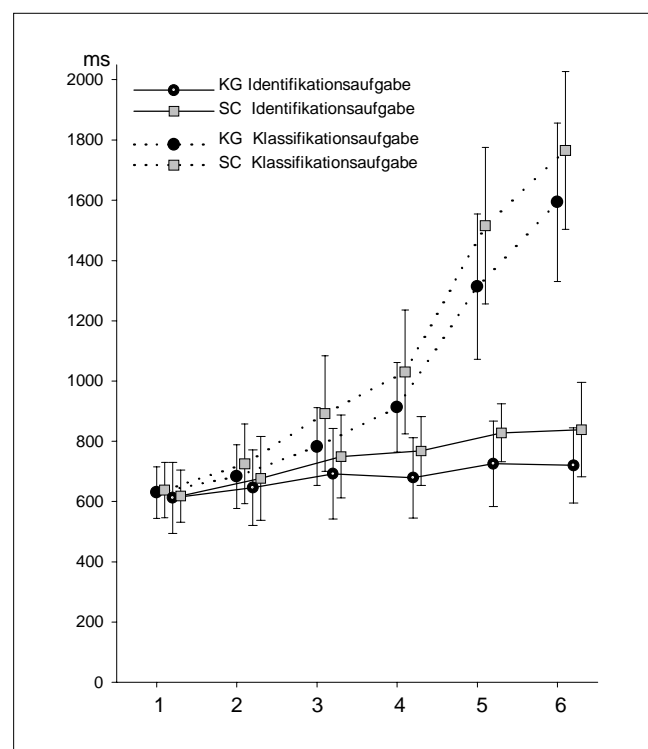 ms
2000
1800
1600
1400
1200
1000
800
600
400
200
0
KG Identifikationsaufgabe
SC Identifikationsaufgabe
KG Klassifikationsaufgabe
SC Klassifikationsaufgabe
1 2 3 4 5 6